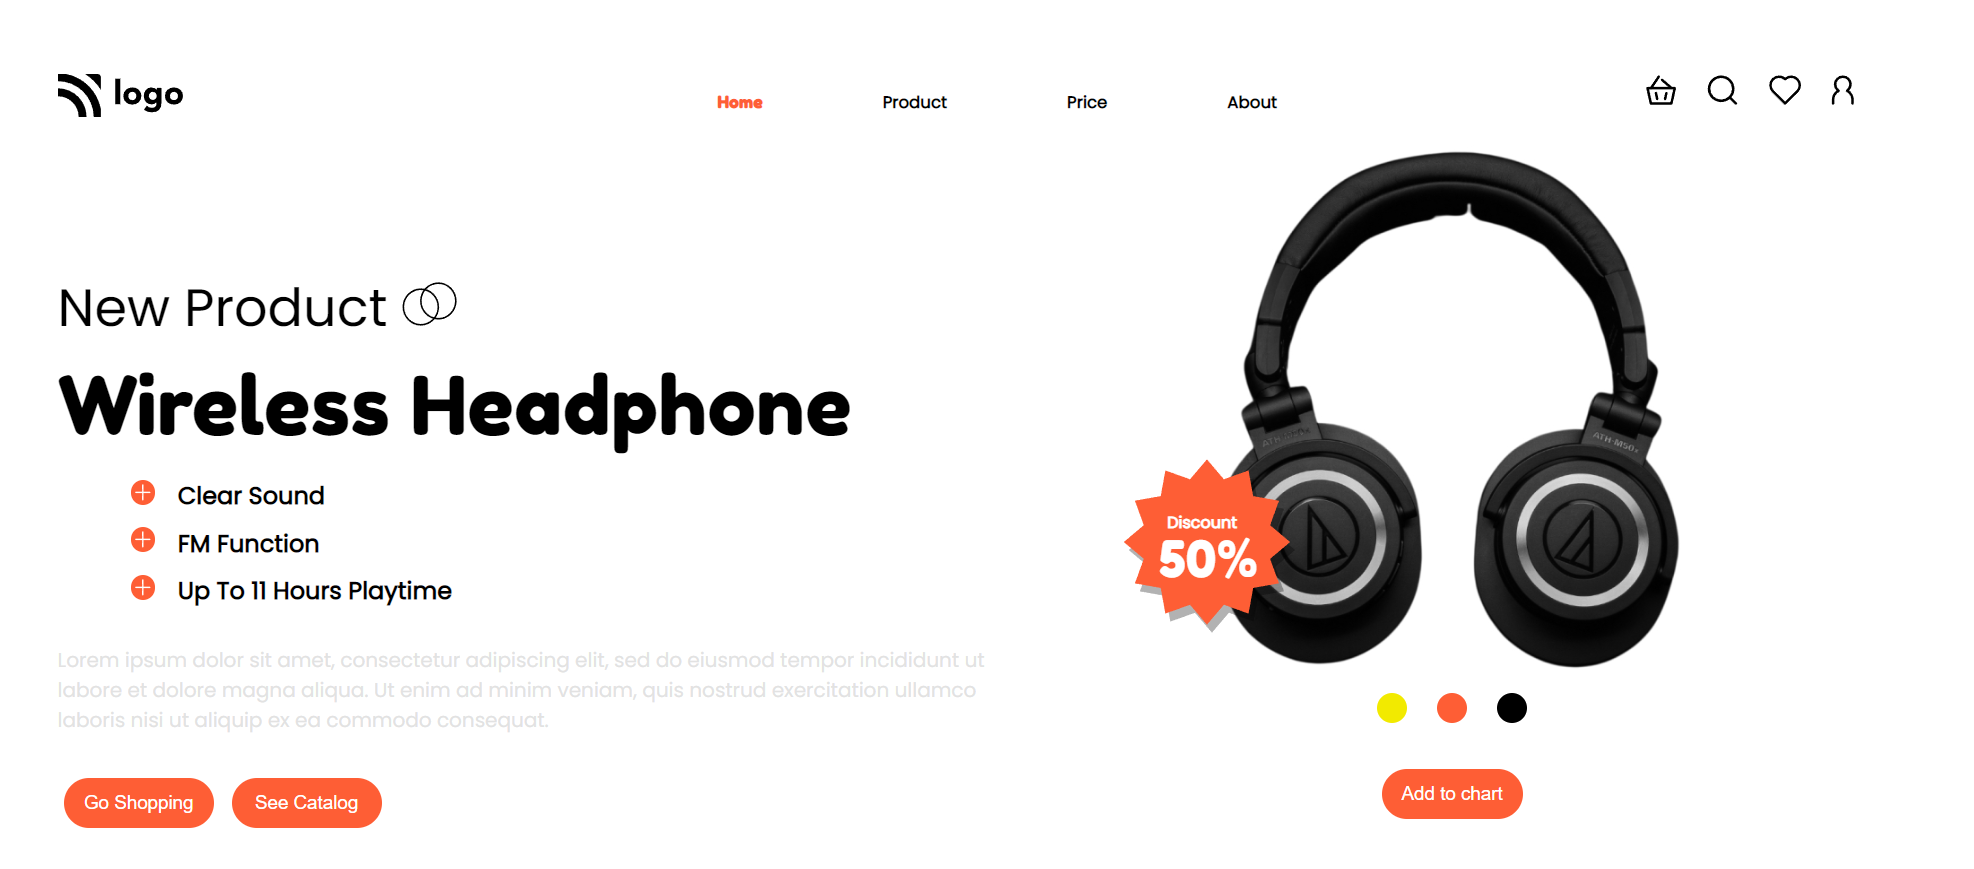 logo
Home
Product
Price
About
New Product
Wireless Headphone
Clear Sound
FM Function
Up To 11 Hours Playtime
Lorem ipsum dolor sit amet, consectetur adipiscing elit, sed do eiusmod tempor incididunt ut
labore et dolore magna aliqua. Ut enim ad minim veniam, quis nostrud exercitation ullamco
laboris nisi ut aliquip ex ea commodo consequat.
Go Shopping
See Catalog
ATH-M50x
Discount
50%
Add to chart